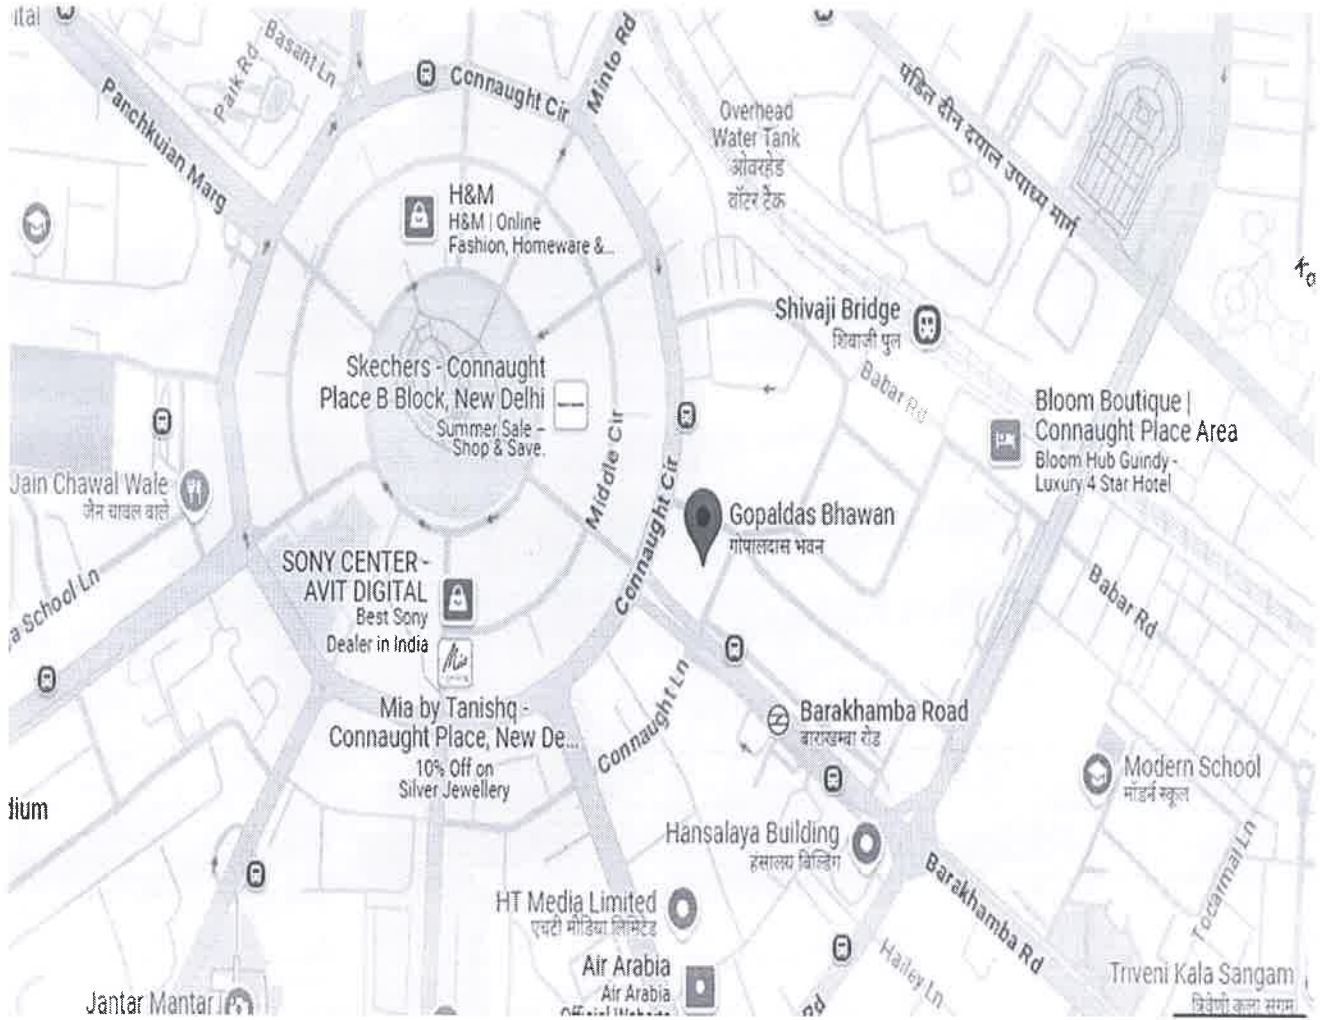 ital
Basant Ln
Park Rd
Panchkuian Marg
Connaught Cir
Minto Rd
Overhead
Water Tank
ओवरहेड
वॉटर टैंक
पंडित दीन दयाल उपाध्याय मार्ग
H&M
H&M | Online
Fashion, Homeware &...
Shivaji Bridge
शिवाजी पुल
Babar Rd
Skechers - Connaught
Place B Block, New Delhi
Summer Sale –
Shop & Save.
Middle Cir
Connaught Cir
Bloom Boutique |
Connaught Place Area
Bloom Hub Guindy -
Luxury 4 Star Hotel
Jain Chawal Wale
जैन चावल वाले
Gopaldas Bhawan
गोपालदास भवन
SONY CENTER -
AVIT DIGITAL
Best Sony
Dealer in India
a School Ln
Babar Rd
Mia
Mia by Tanishq -
Connaught Place, New De...
10% Off on
Silver Jewellery
Connaught Ln
Barakhamba Road
बाराखम्बा रोड
Modern School
मॉडर्न स्कूल
dium
Hansalaya Building
हंसालय बिल्डिंग
Tocarmal Ln
Barakhamba Rd
HT Media Limited
एचटी मीडिया लिमिटेड
Hailey Ln
Air Arabia
Air Arabia
Official Website
Triveni Kala Sangam
त्रिवेणी कला संगम
Jantar Mantar
Rd